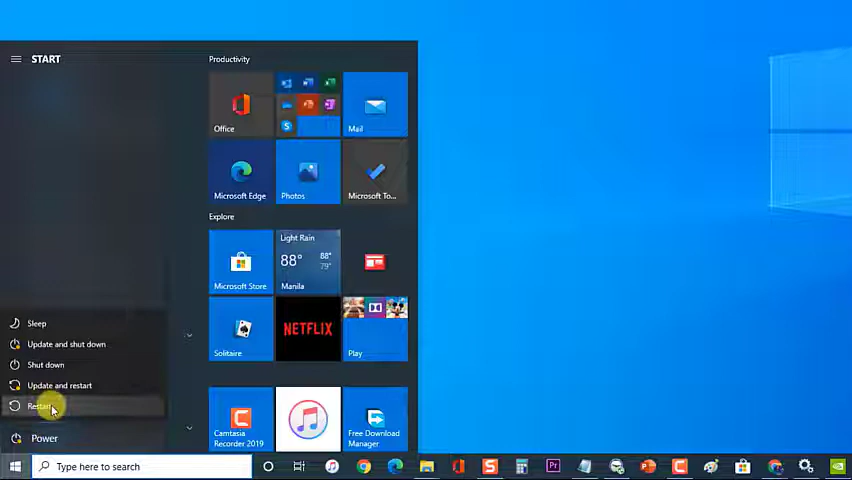 START
Productivity
Office
Mail
Microsoft Edge
Photos
Microsoft To...
Explore
Light Rain
88°
88°
79°
Microsoft Store
Manila
Solitaire
NETFLIX
Play
Sleep
Update and shut down
Shut down
Update and restart
Restart
Power
Camtasia
Recorder 2019
Free Download
Manager
Type here to search